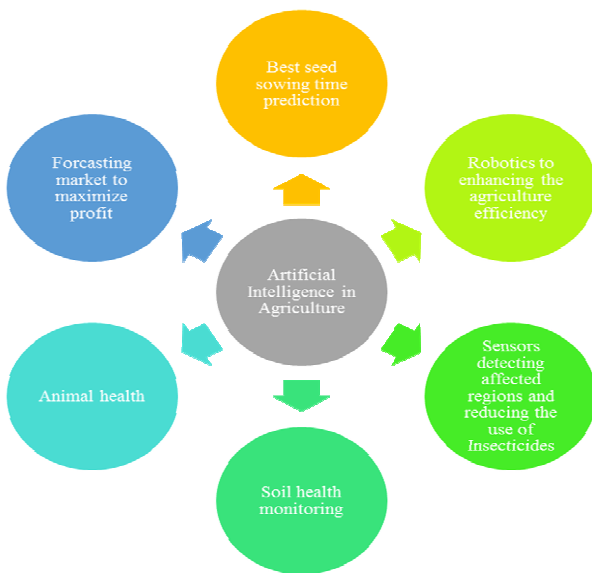 Best seed
sowing time
prediction
Forcasting
market to
maximize
profit
Robotics to
enhancing the
agriculture
efficiency
Artificial
Intelligence in
Agriculture
Animal health
Sensors
detecting
affected
regions and
reducing the
use of
Insecticides
Soil health
monitoring